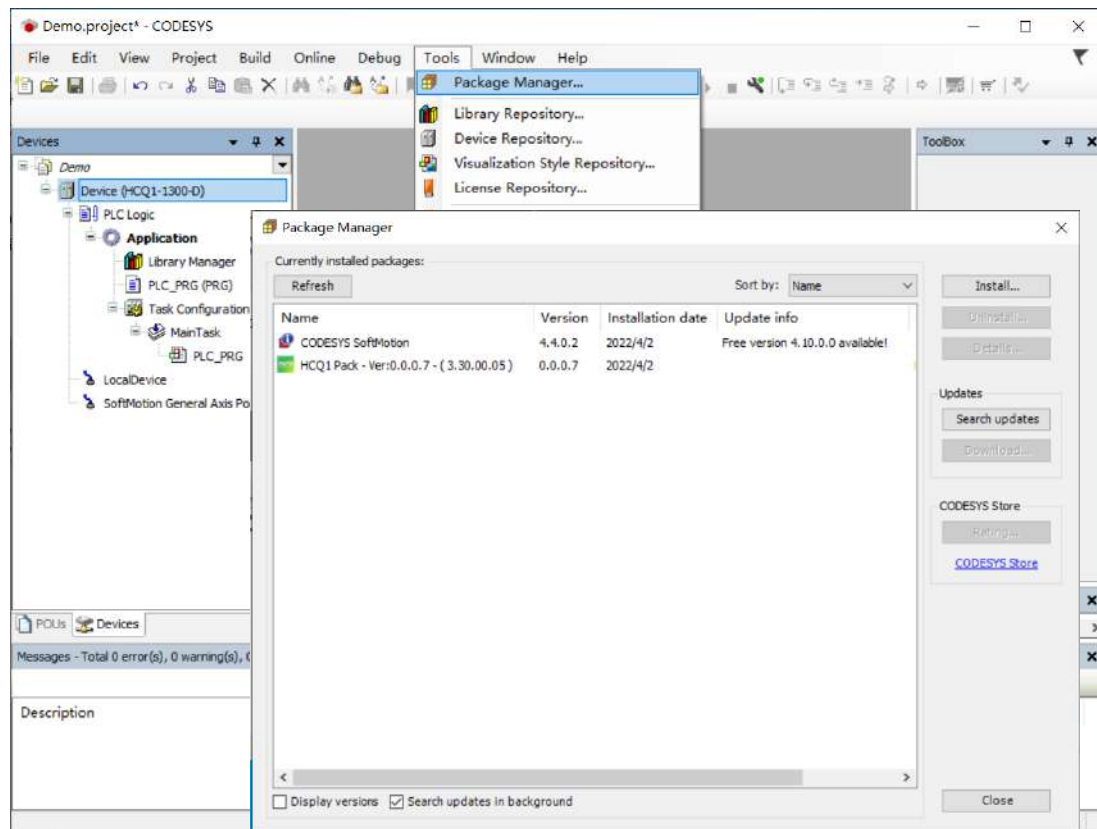 Demo.project* - CODESYS
File Edit View Project Build Online Debug Tools Window Help
Package Manager...
Library Repository...
Device Repository...
Visualization Style Repository...
License Repository...
Devices
Demo
Device (HCQ1-1300-D)
PLC Logic
Application
Library Manager
PLC_PRG (PRG)
Task Configuration
MainTask
PLC_PRG
LocalDevice
SoftMotion General Axis Po
POUs Devices
Messages - Total 0 error(s), 0 warning(s),
Description
ToolBox
Package Manager
Currently installed packages:
Refresh
Sort by: Name
Name Version Installation date Update info
CODESYS SoftMotion 4.4.0.2 2022/4/2 Free version 4.10.0.0 available!
HCQ1 Pack - Ver:0.0.0.7 - ( 3.30.00.05 ) 0.0.0.7 2022/4/2
Display versions Search updates in background
Install...
Uninstall...
Details...
Updates
Search updates
Download...
CODESYS Store
Rating...
CODESYS Store
Close